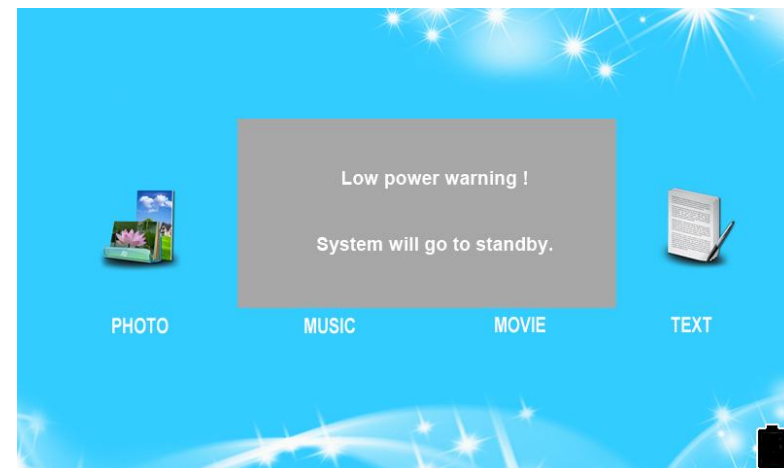 Low power warning !
System will go to standby.
PHOTO
MUSIC
MOVIE
TEXT